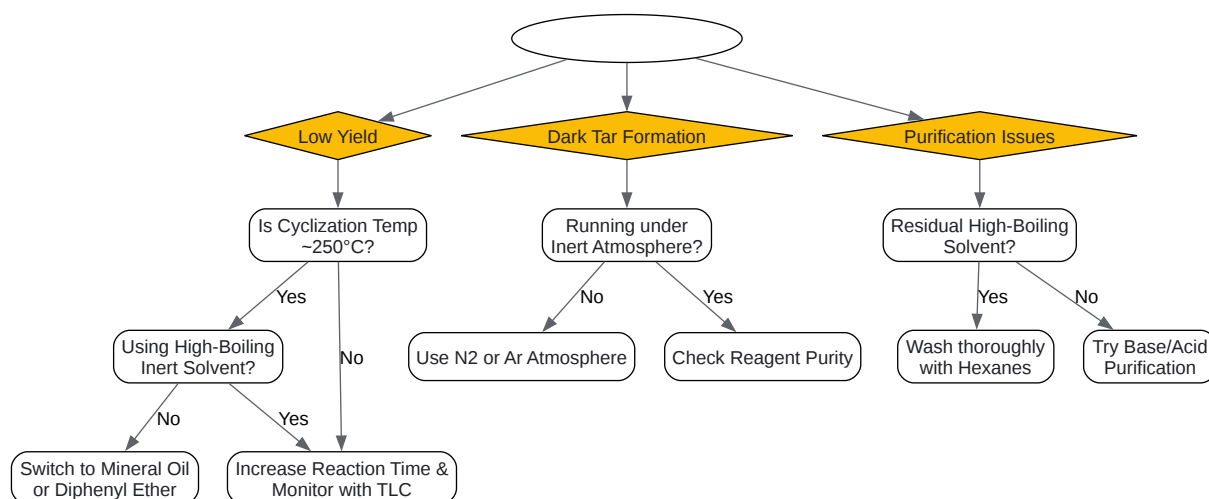 Low Yield
Dark Tar Formation
Purification Issues
Is Cyclization Temp
~250°C?
Running under
Inert Atmosphere?
Residual High-Boiling
Solvent?
Yes
No
No
Yes
Yes
No
Using High-Boiling
Inert Solvent?
Use N2 or Ar Atmosphere
Check Reagent Purity
Wash thoroughly
with Hexanes
Try Base/Acid
Purification
No
Yes
Switch to Mineral Oil
or Diphenyl Ether
Increase Reaction Time &
Monitor with TLC